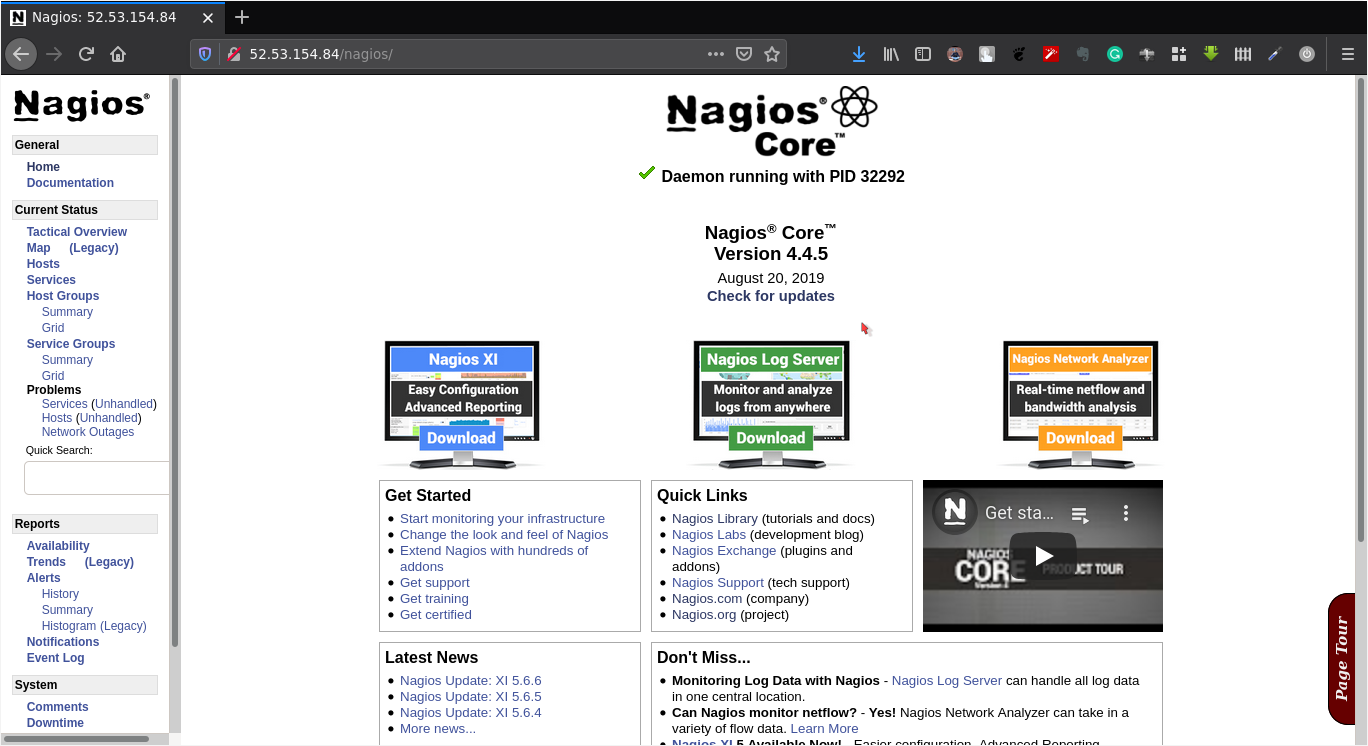 Nagios: 52.53.154.84
52.53.154.84/nagios/
Nagios®
General
Home
Documentation
Current Status
Tactical Overview
Map (Legacy)
Hosts
Services
Host Groups
Summary
Grid
Service Groups
Summary
Grid
Problems
Services (Unhandled)
Hosts (Unhandled)
Network Outages
Quick Search:
Reports
Availability
Trends (Legacy)
Alerts
History
Summary
Histogram (Legacy)
Notifications
Event Log
System
Comments
Downtime
Nagios®
Core™
Daemon running with PID 32292
Nagios® Core™
Version 4.4.5
August 20, 2019
Check for updates
Nagios XI
Easy Configuration
Advanced Reporting
Download
Nagios Log Server
Monitor and analyze
logs from anywhere
Download
Nagios Network Analyzer
Real-time netflow and
bandwidth analysis
Download
Get Started
Start monitoring your infrastructure
Change the look and feel of Nagios
Extend Nagios with hundreds of
addons
Get support
Get training
Get certified
Quick Links
Nagios Library (tutorials and docs)
Nagios Labs (development blog)
Nagios Exchange (plugins and
addons)
Nagios Support (tech support)
Nagios.com (company)
Nagios.org (project)
N
Get sta...
NAGIOS
CORE PRODUCT TOUR
Latest News
Nagios Update: XI 5.6.6
Nagios Update: XI 5.6.5
Nagios Update: XI 5.6.4
More news...
Don't Miss...
Monitoring Log Data with Nagios - Nagios Log Server can handle all log data
in one central location.
Can Nagios monitor netflow? - Yes! Nagios Network Analyzer can take in a
variety of flow data. Learn More
Nagios XI 5 Available Now! - Easier configuration, Advanced Reporting
Page Tour